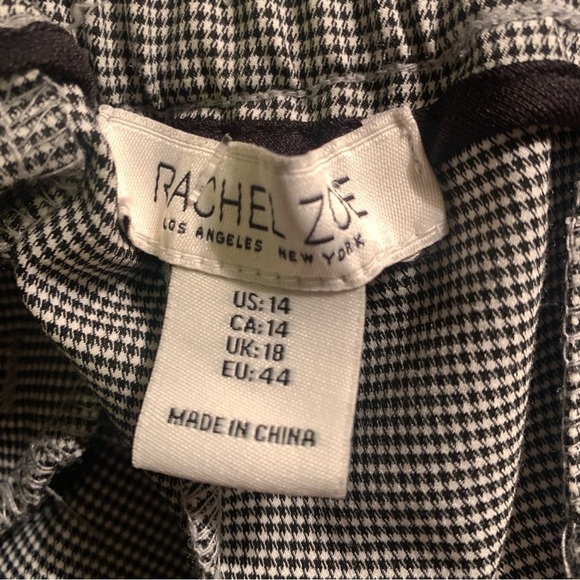 RACHEL ZOE
LOS ANGELES NEW YORK
US: 14
CA: 14
UK: 18
EU: 44
MADE IN CHINA